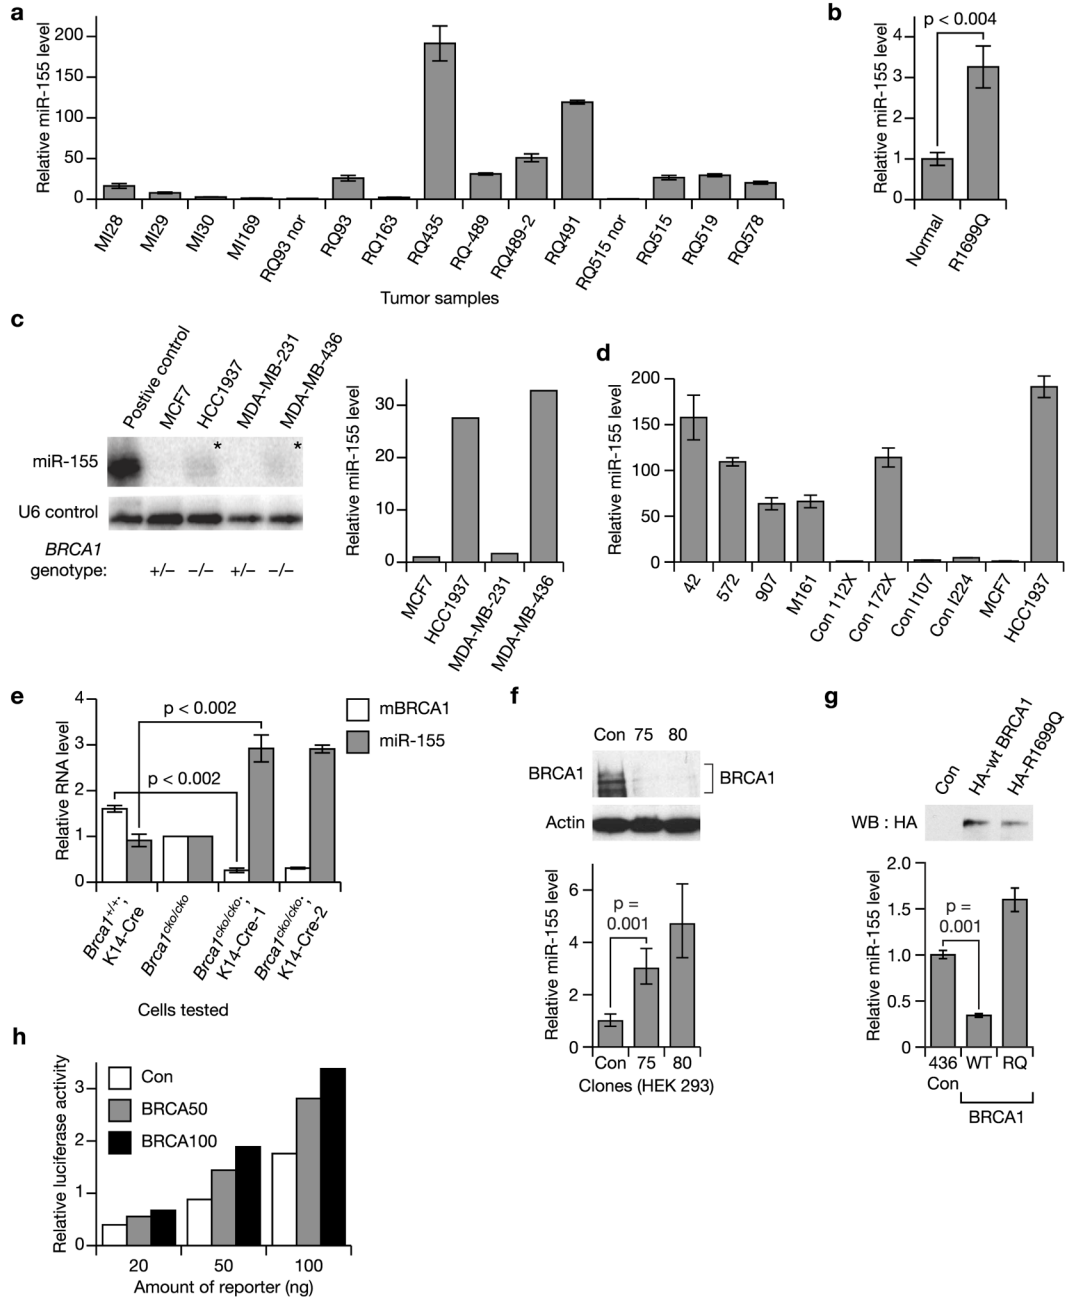 a
Relative miR-155 level
200
150
100
50
0
MI28
MI29
MI30
MI169
RQ93 nor
RQ93
RQ163
RQ435
RQ-489
RQ489-2
RQ491
RQ515 nor
RQ515
RQ519
RQ578
Tumor samples
b
p < 0.004
Relative miR-155 level
4
3
2
1
0
Normal
R1699Q
c
Postive control
MCF7
HCC1937
MDA-MB-231
MDA-MB-436
miR-155
* *
U6 control
BRCA1
genotype: +/– –/– +/– –/–
Relative miR-155 level
30
20
10
0
MCF7
HCC1937
MDA-MB-231
MDA-MB-436
d
Relative miR-155 level
200
150
100
50
0
42
572
907
M161
Con 112X
Con 172X
Con I107
Con I224
MCF7
HCC1937
e
Relative RNA level
4
3
2
1
0
p < 0.002
p < 0.002
mBRCA1
miR-155
Brca1+/+;
K14-Cre
Brca1cko/cko
Brca1cko/cko;
K14-Cre-1
Brca1cko/cko;
K14-Cre-2
Cells tested
f
Con 75 80
BRCA1
BRCA1
Actin
Relative miR-155 level
6
4
2
0
p =
0.001
Con 75 80
Clones (HEK 293)
g
Con
HA-wt BRCA1
HA-R1699Q
WB : HA
Relative miR-155 level
2.0
1.5
1.0
0.5
0
p =
0.001
436 WT RQ
Con
BRCA1
h
Relative luciferase activity
3
2
1
0
Con
BRCA50
BRCA100
20 50 100
Amount of reporter (ng)